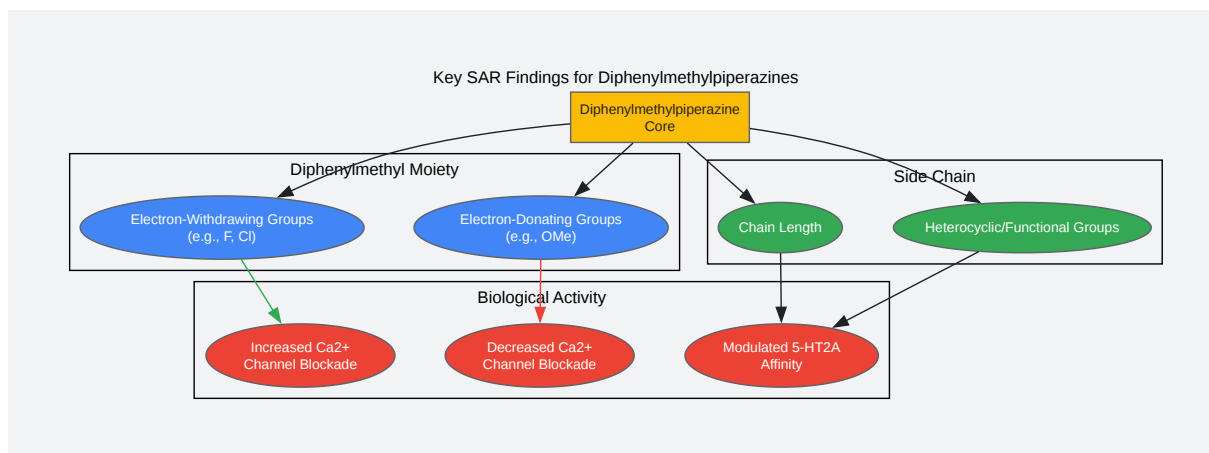 Key SAR Findings for Diphenylmethylpiperazines
Diphenylmethylpiperazine
Core
Diphenylmethyl Moiety
Side Chain
Electron-Withdrawing Groups
(e.g., F, Cl)
Electron-Donating Groups
(e.g., OMe)
Chain Length
Heterocyclic/Functional Groups
Biological Activity
Increased Ca2+
Channel Blockade
Decreased Ca2+
Channel Blockade
Modulated 5-HT2A
Affinity